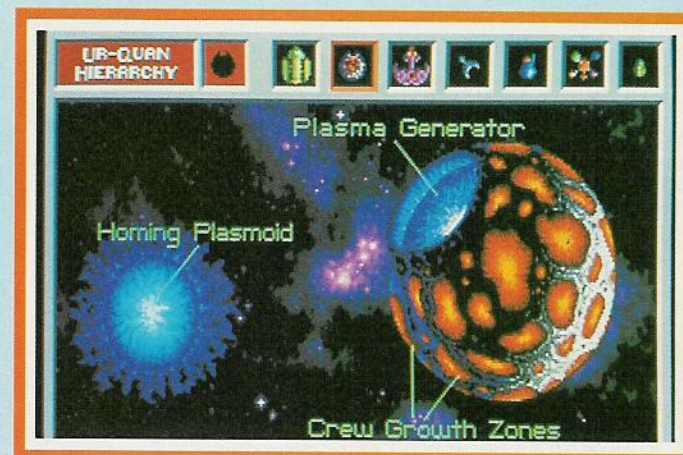 UR-QUAN
HIERARCHY
Plasma Generator
Homing Plasmoid
Crew Growth Zones